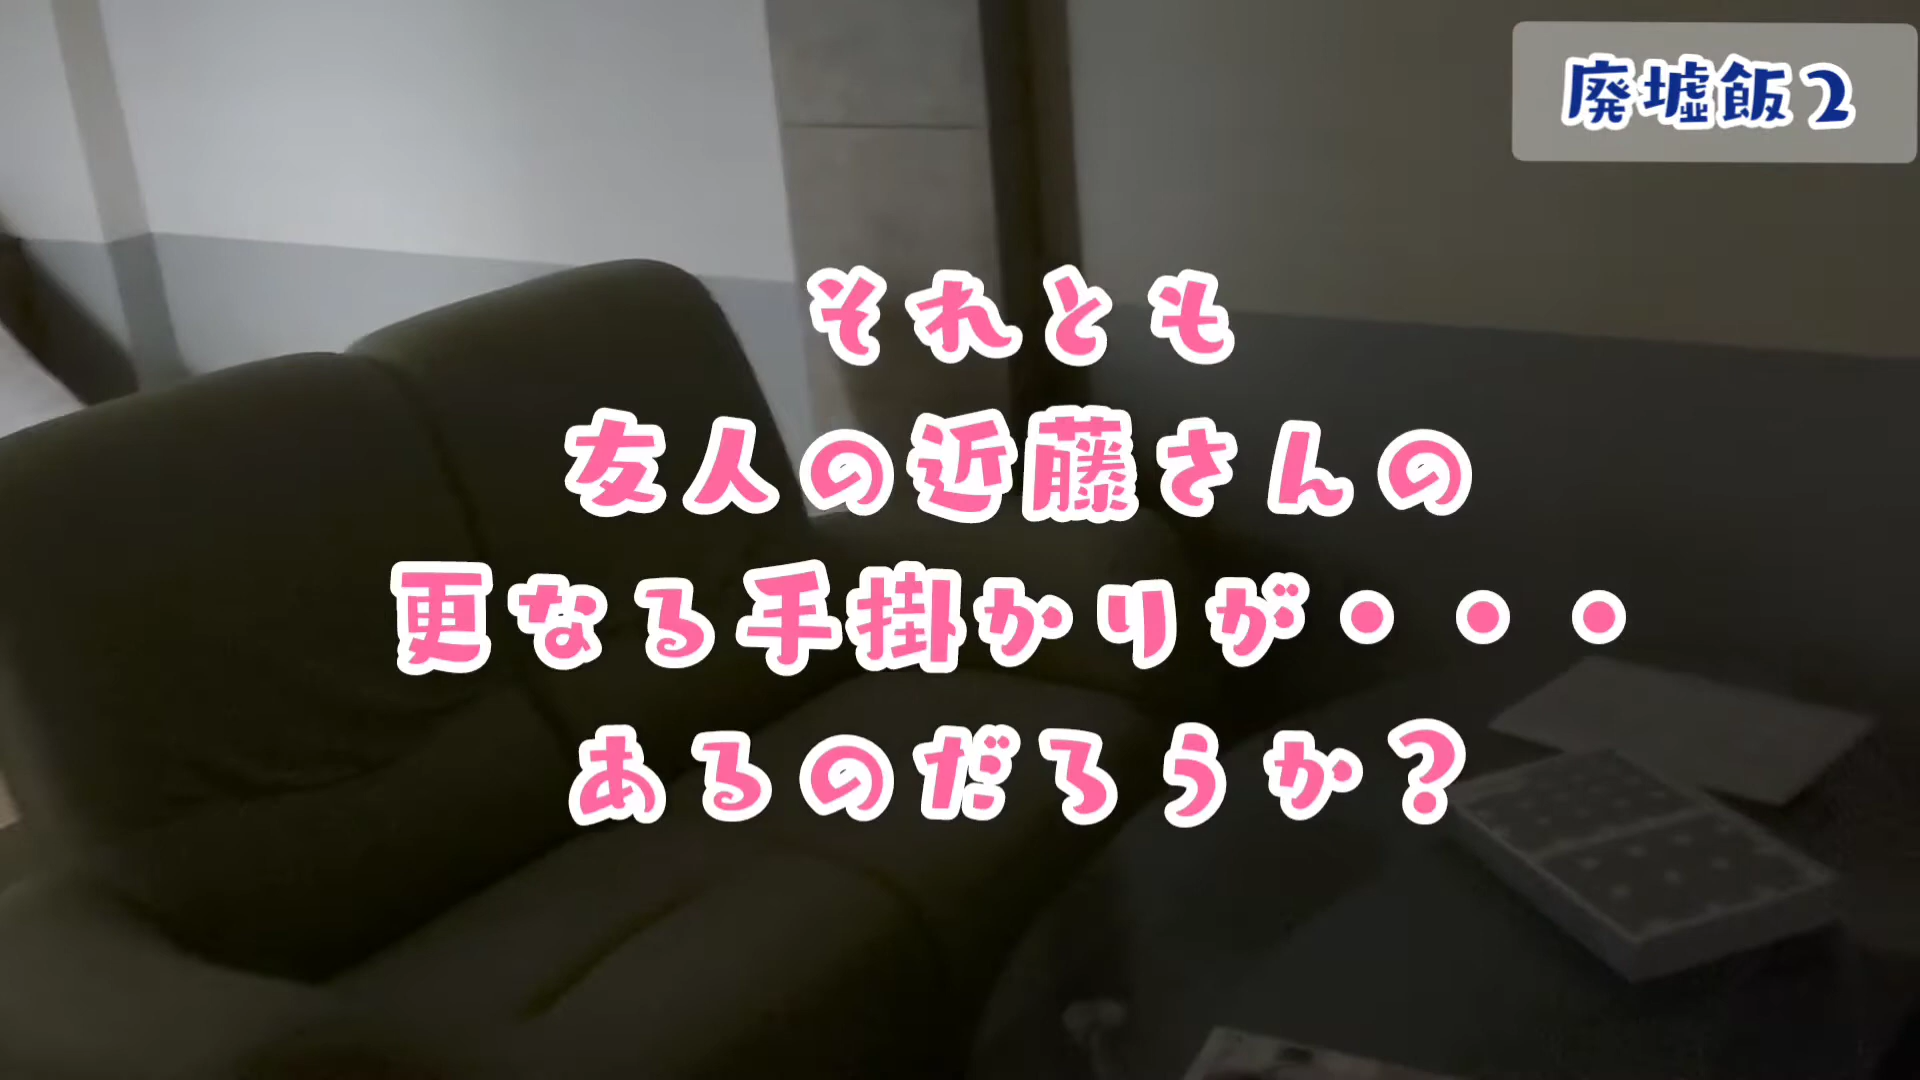 廃墟飯２
それとも
友人の近藤さんの
更なる手掛かりが・・・
あるのだろうか？